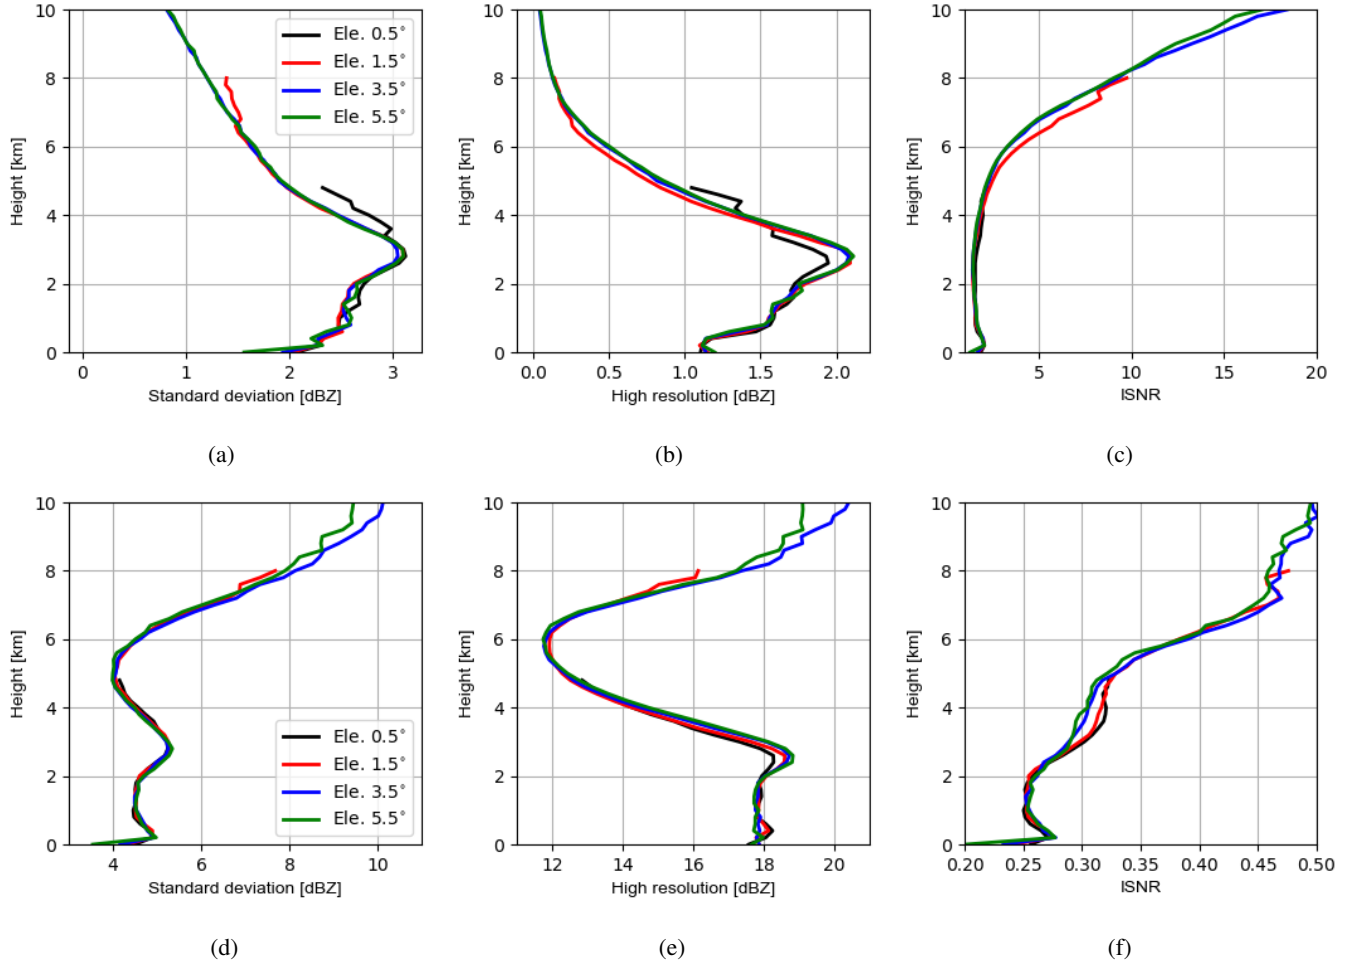 10
8
6
4
2
0
Height [km]
0
1
2
3
Standard deviation [dBZ]
Ele. 0.5°
Ele. 1.5°
Ele. 3.5°
Ele. 5.5°
(a)
10
8
6
4
2
0
Height [km]
0.0
0.5
1.0
1.5
2.0
High resolution [dBZ]
(b)
10
8
6
4
2
0
Height [km]
5
10
15
20
ISNR
(c)
10
8
6
4
2
0
Height [km]
4
6
8
10
Standard deviation [dBZ]
Ele. 0.5°
Ele. 1.5°
Ele. 3.5°
Ele. 5.5°
(d)
10
8
6
4
2
0
Height [km]
12
14
16
18
20
High resolution [dBZ]
(e)
10
8
6
4
2
0
Height [km]
0.20
0.25
0.30
0.35
0.40
0.45
0.50
ISNR
(f)